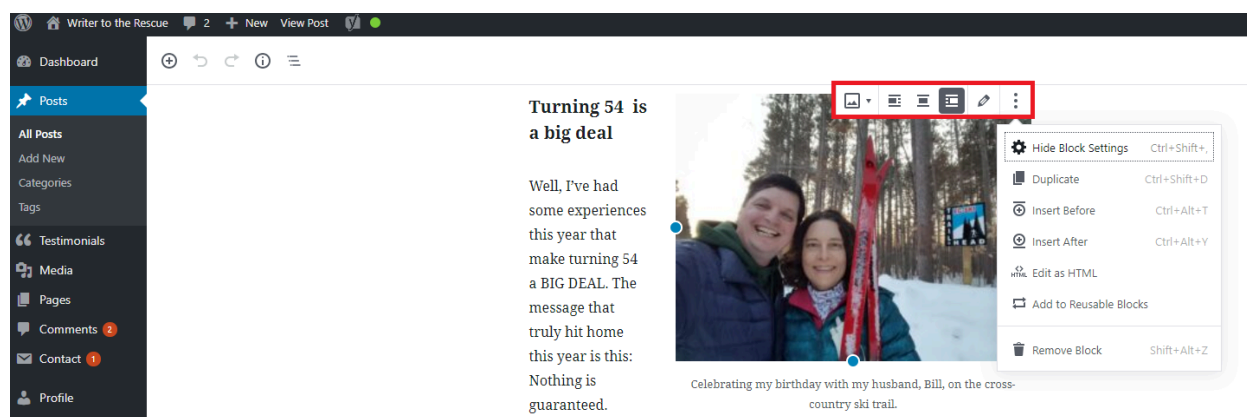 Writer to the Rescue 2 New View Post
Dashboard
Posts
All Posts
Add New
Categories
Tags
Testimonials
Media
Pages
Comments 2
Contact 1
Profile
Turning 54 is
a big deal
Well, I've had
some experiences
this year that
make turning 54
a BIG DEAL. The
message that
truly hit home
this year is this:
Nothing is
guaranteed.
TRAIL
HEAD
Celebrating my birthday with my husband, Bill, on the cross-
country ski trail.
Hide Block Settings Ctrl+Shift+,
Duplicate Ctrl+Shift+D
Insert Before Ctrl+Alt+T
Insert After Ctrl+Alt+Y
HTML Edit as HTML
Add to Reusable Blocks
Remove Block Shift+Alt+Z